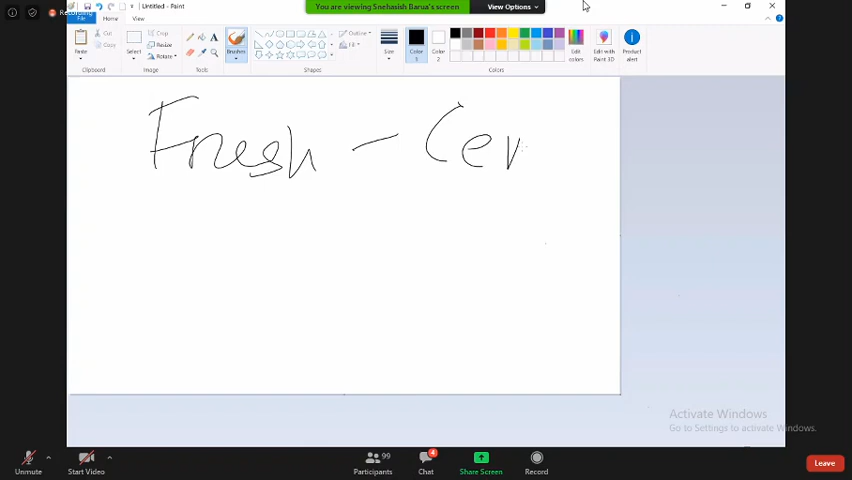 Recording
You are viewing Snehasish Barua's screen
View Options
Untitled - Paint
File
Home
View
Paste
Cut
Copy
Clipboard
Select
Crop
Resize
Rotate
Image
Tools
Brushes
Shapes
Outline
Fill
Size
Color
1
Color
2
Colors
Edit
colors
Edit with
Paint 3D
Product
alert
Fresh - Cer
Activate Windows
Go to Settings to activate Windows.
Unmute
Start Video
99
Participants
4
Chat
Share Screen
Record
Leave